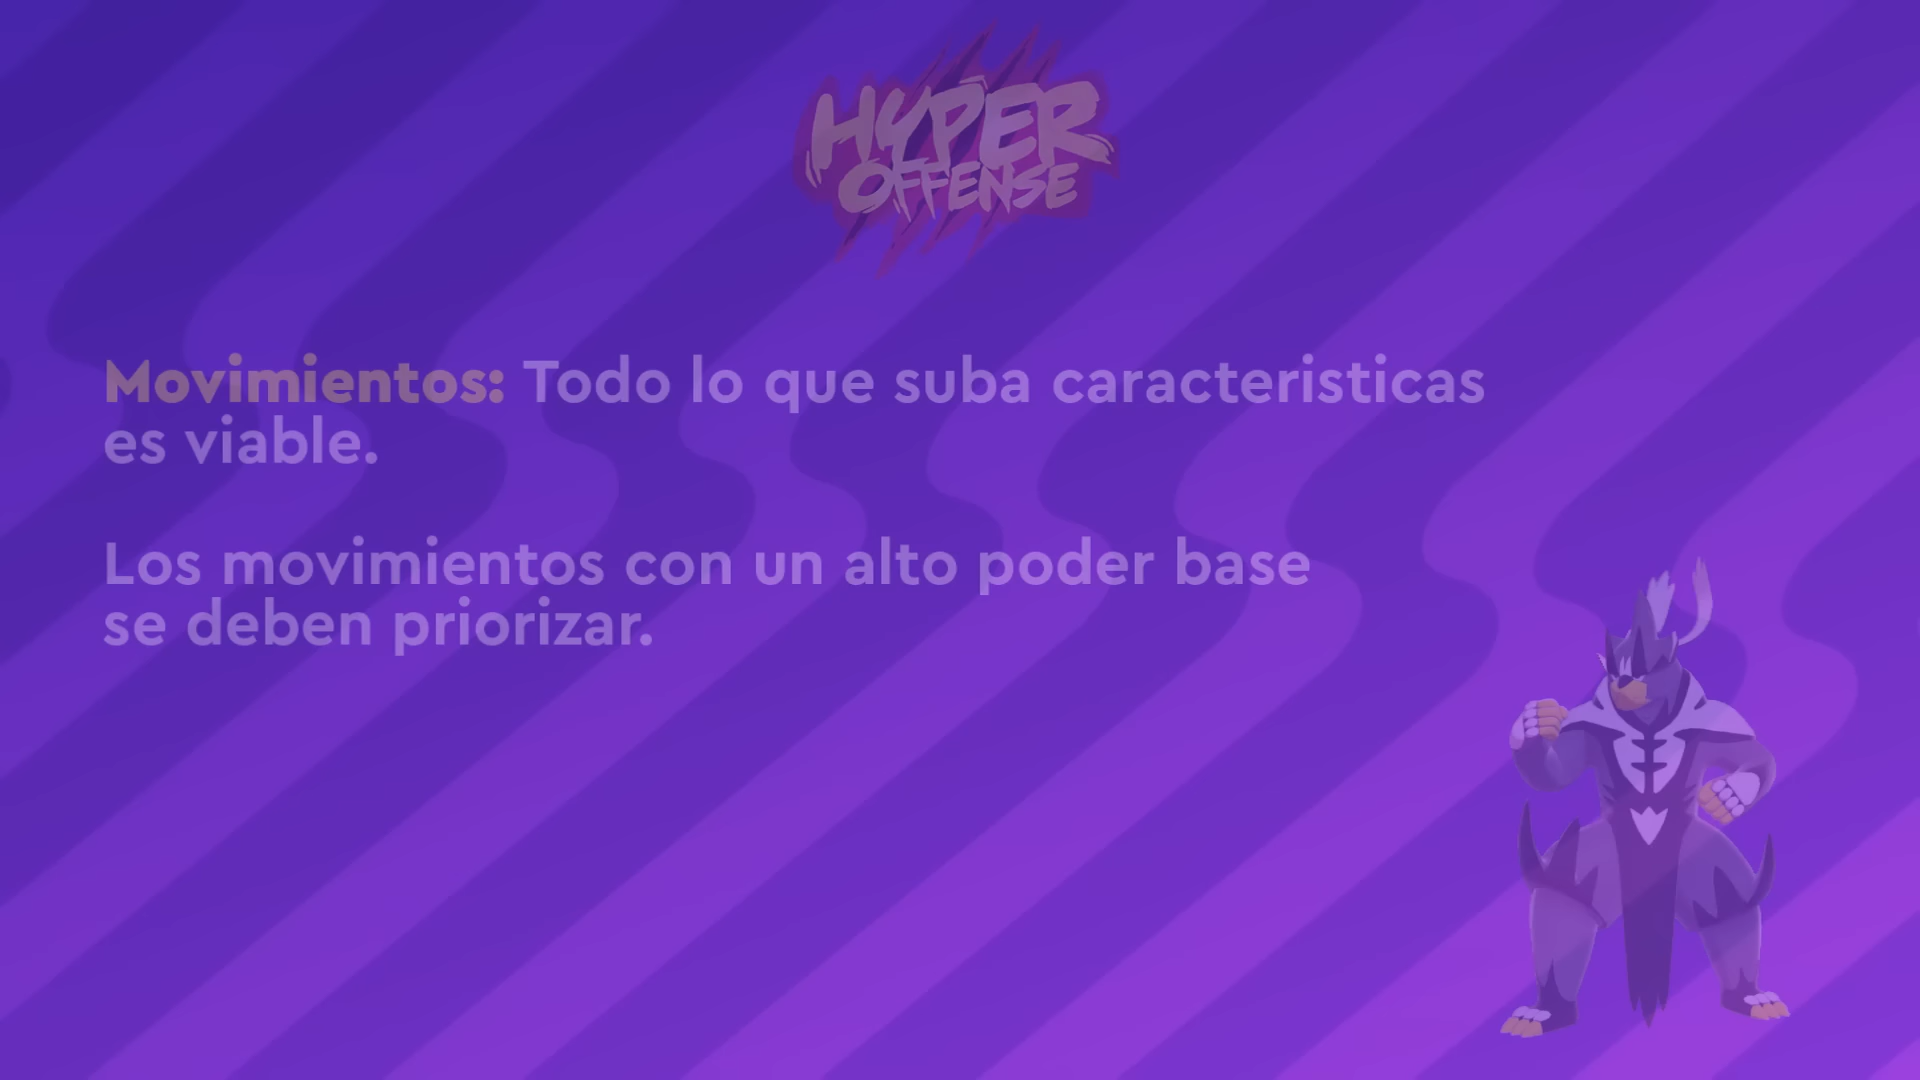 HYPER
OFFENSE
Movimientos: Todo lo que suba caracteristicas
es viable.
Los movimientos con un alto poder base
se deben priorizar.